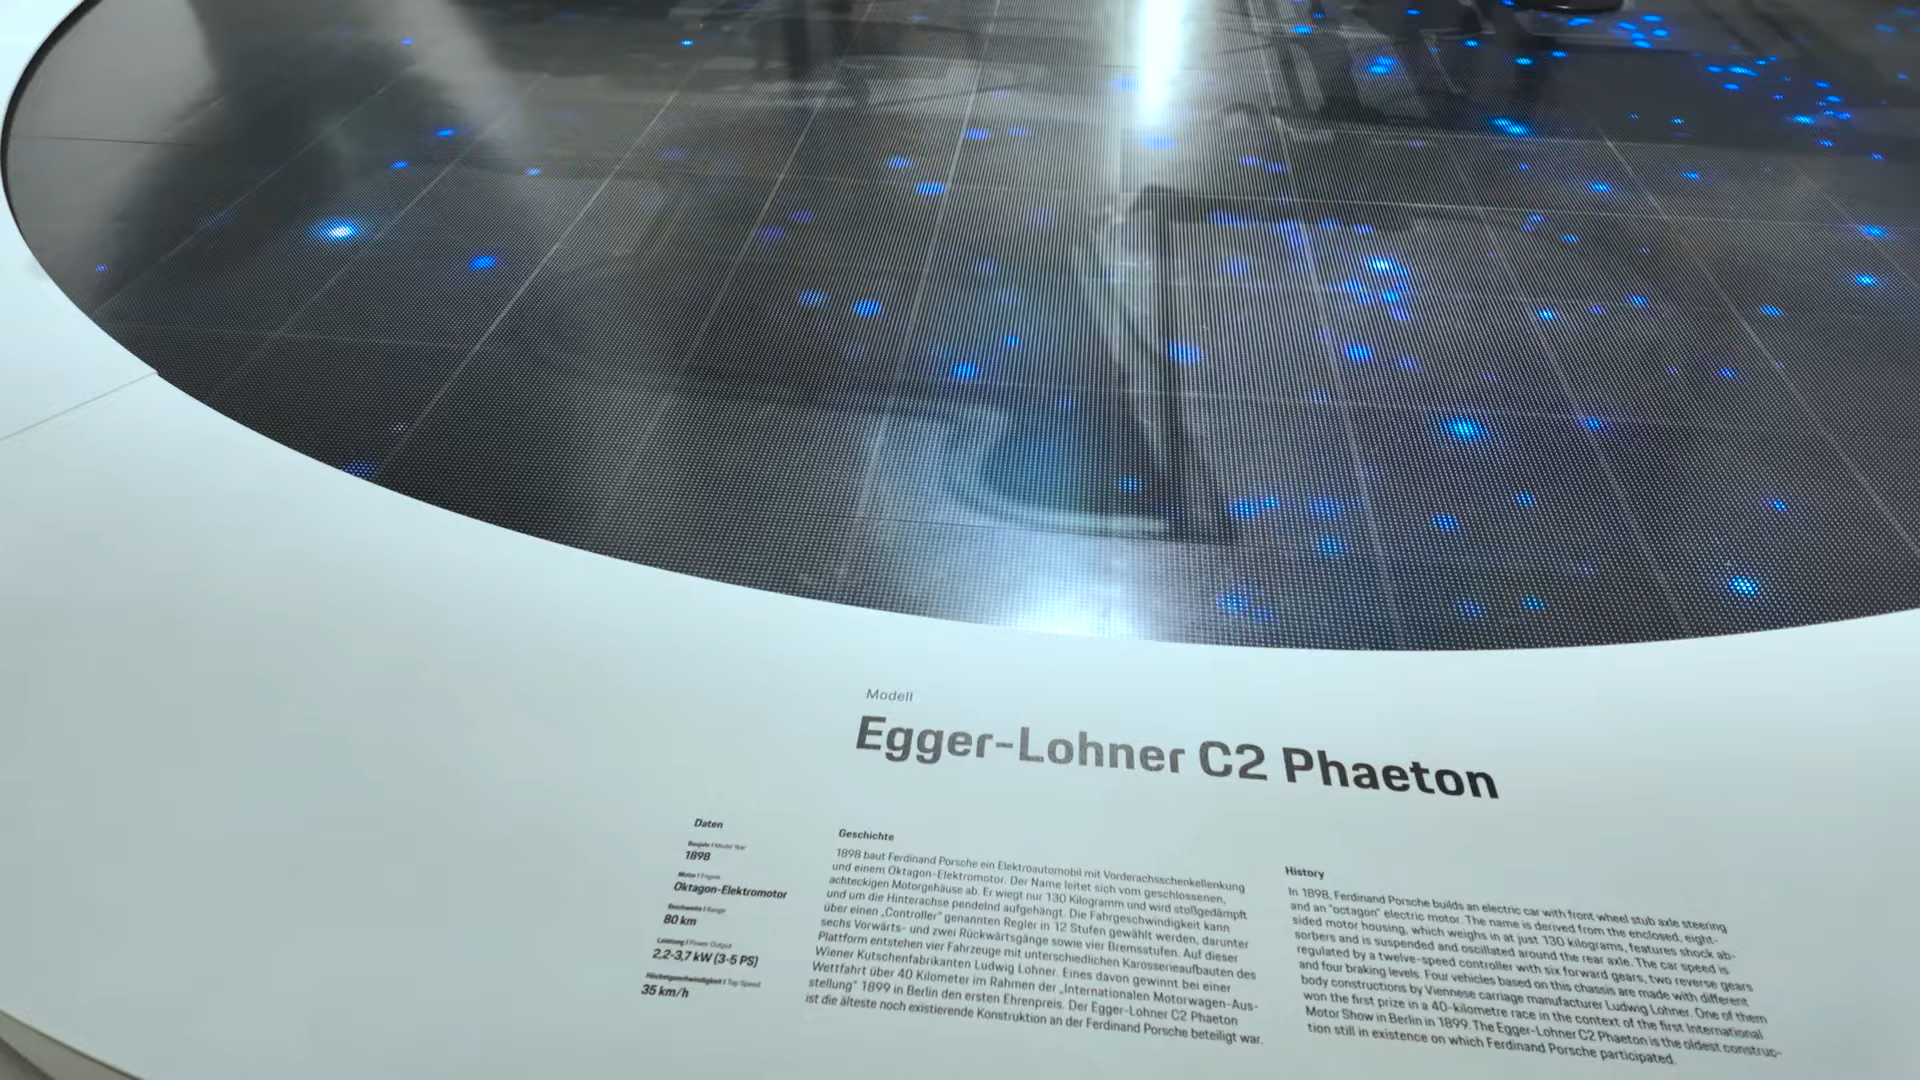 Modell
Egger-Lohner C2 Phaeton
Daten
Baujahr / Model Year
1898
Motor / Engine
Oktagon-Elektromotor
Reichweite / Range
80 km
Leistung / Power Output
2,2-3,7 kW (3-5 PS)
Höchstgeschwindigkeit / Top Speed
35 km/h
Geschichte
1898 baut Ferdinand Porsche ein Elektroautomobil mit Vorderachsschenkellenkung
und einem Oktagon-Elektromotor. Der Name leitet sich vom geschlossenen,
achteckigen Motorgehäuse ab. Er wiegt nur 130 Kilogramm und wird stoßgedämpft
und um die Hinterachse pendelnd aufgehängt. Die Fahrgeschwindigkeit kann
über einen „Controller" genannten Regler in 12 Stufen gewählt werden, darunter
sechs Vorwärts- und zwei Rückwärtsgänge sowie vier Bremsstufen. Auf dieser
Plattform entstehen vier Fahrzeuge mit unterschiedlichen Karosserieaufbauten des
Wiener Kutschenfabrikanten Ludwig Lohner. Eines davon gewinnt bei einer
Wettfahrt über 40 Kilometer im Rahmen der „Internationalen Motorwagen-Aus-
stellung" 1899 in Berlin den ersten Ehrenpreis. Der Egger-Lohner C2 Phaeton
ist die älteste noch existierende Konstruktion an der Ferdinand Porsche beteiligt war.
History
In 1898, Ferdinand Porsche builds an electric car with front wheel stub axle steering
and an "octagon" electric motor. The name is derived from the enclosed, eight-
sided motor housing, which weighs in at just 130 kilograms, features shock ab-
sorbers and is suspended and oscillated around the rear axle. The car speed is
regulated by a twelve-speed controller with six forward gears, two reverse gears
and four braking levels. Four vehicles based on this chassis are made with different
body constructions by Viennese carriage manufacturer Ludwig Lohner. One of them
won the first prize in a 40-kilometre race in the context of the first International
Motor Show in Berlin in 1899. The Egger-Lohner C2 Phaeton is the oldest construc-
tion still in existence on which Ferdinand Porsche participated.